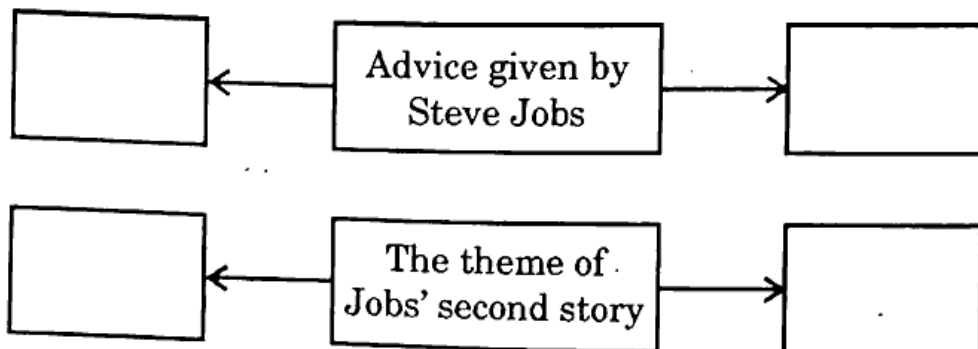 Advice given by
Steve Jobs
The theme of
Jobs' second story